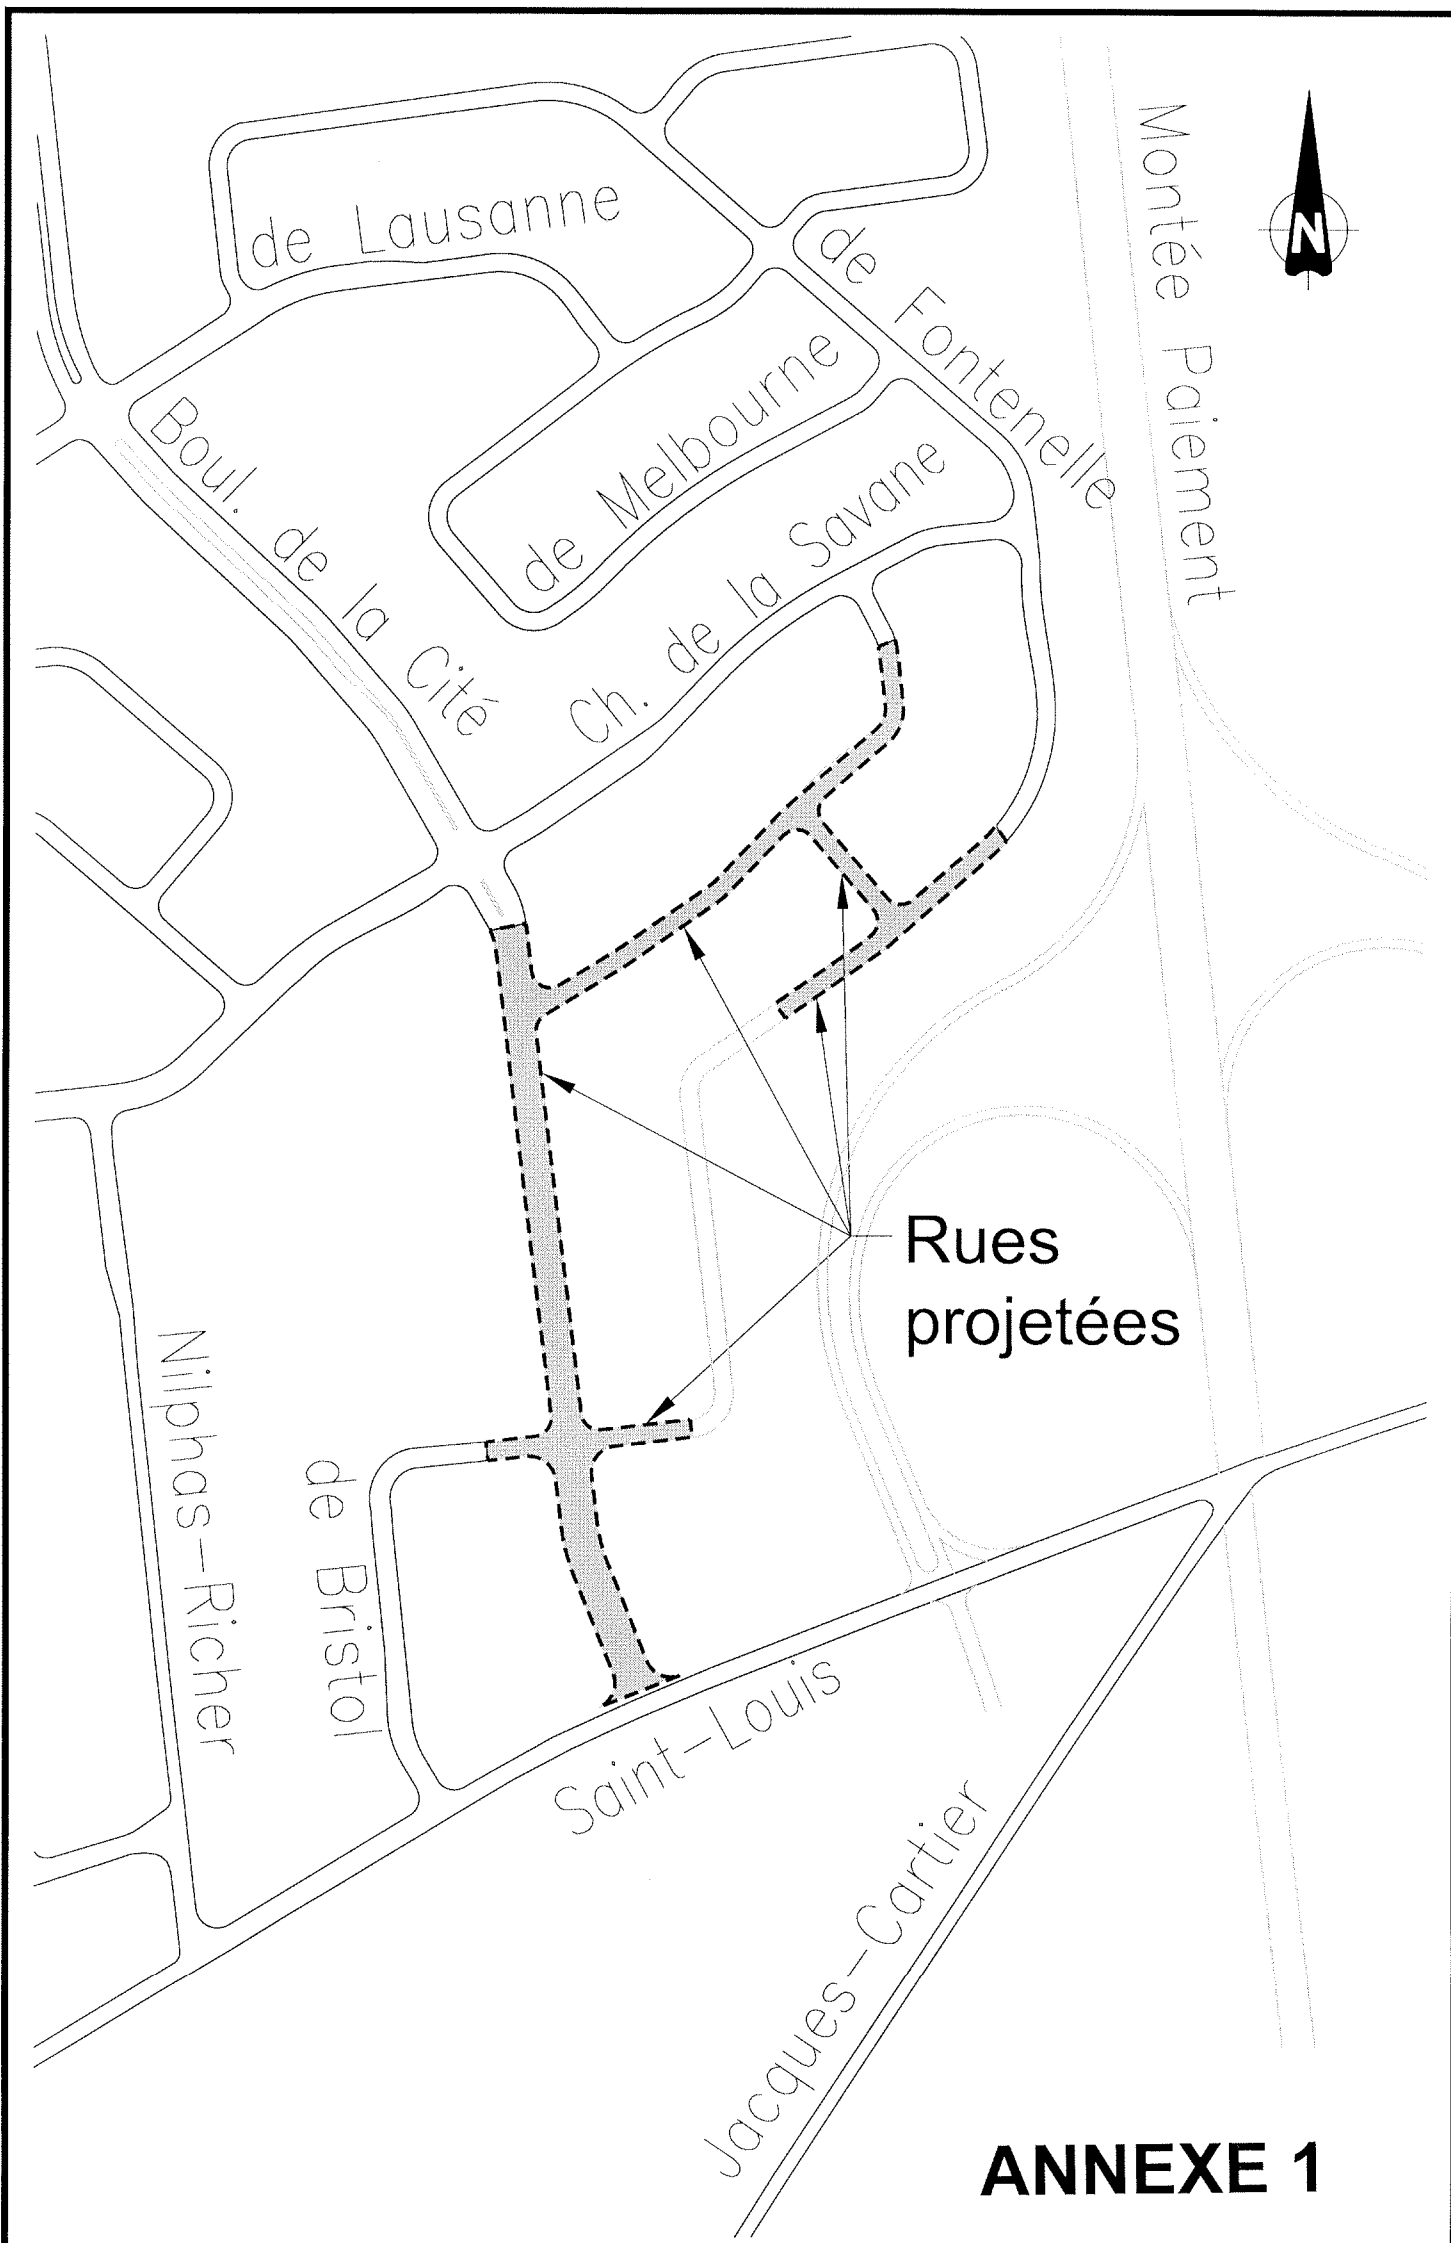 Montée Paiement
N
de Lausanne
de Fontenelle
de Melbourne
Boul. de la Cité
Ch. de la Savane
Rues
projetées
Nilphas-Richer
de Bristol
Saint-Louis
Jacques-Cartier
ANNEXE 1